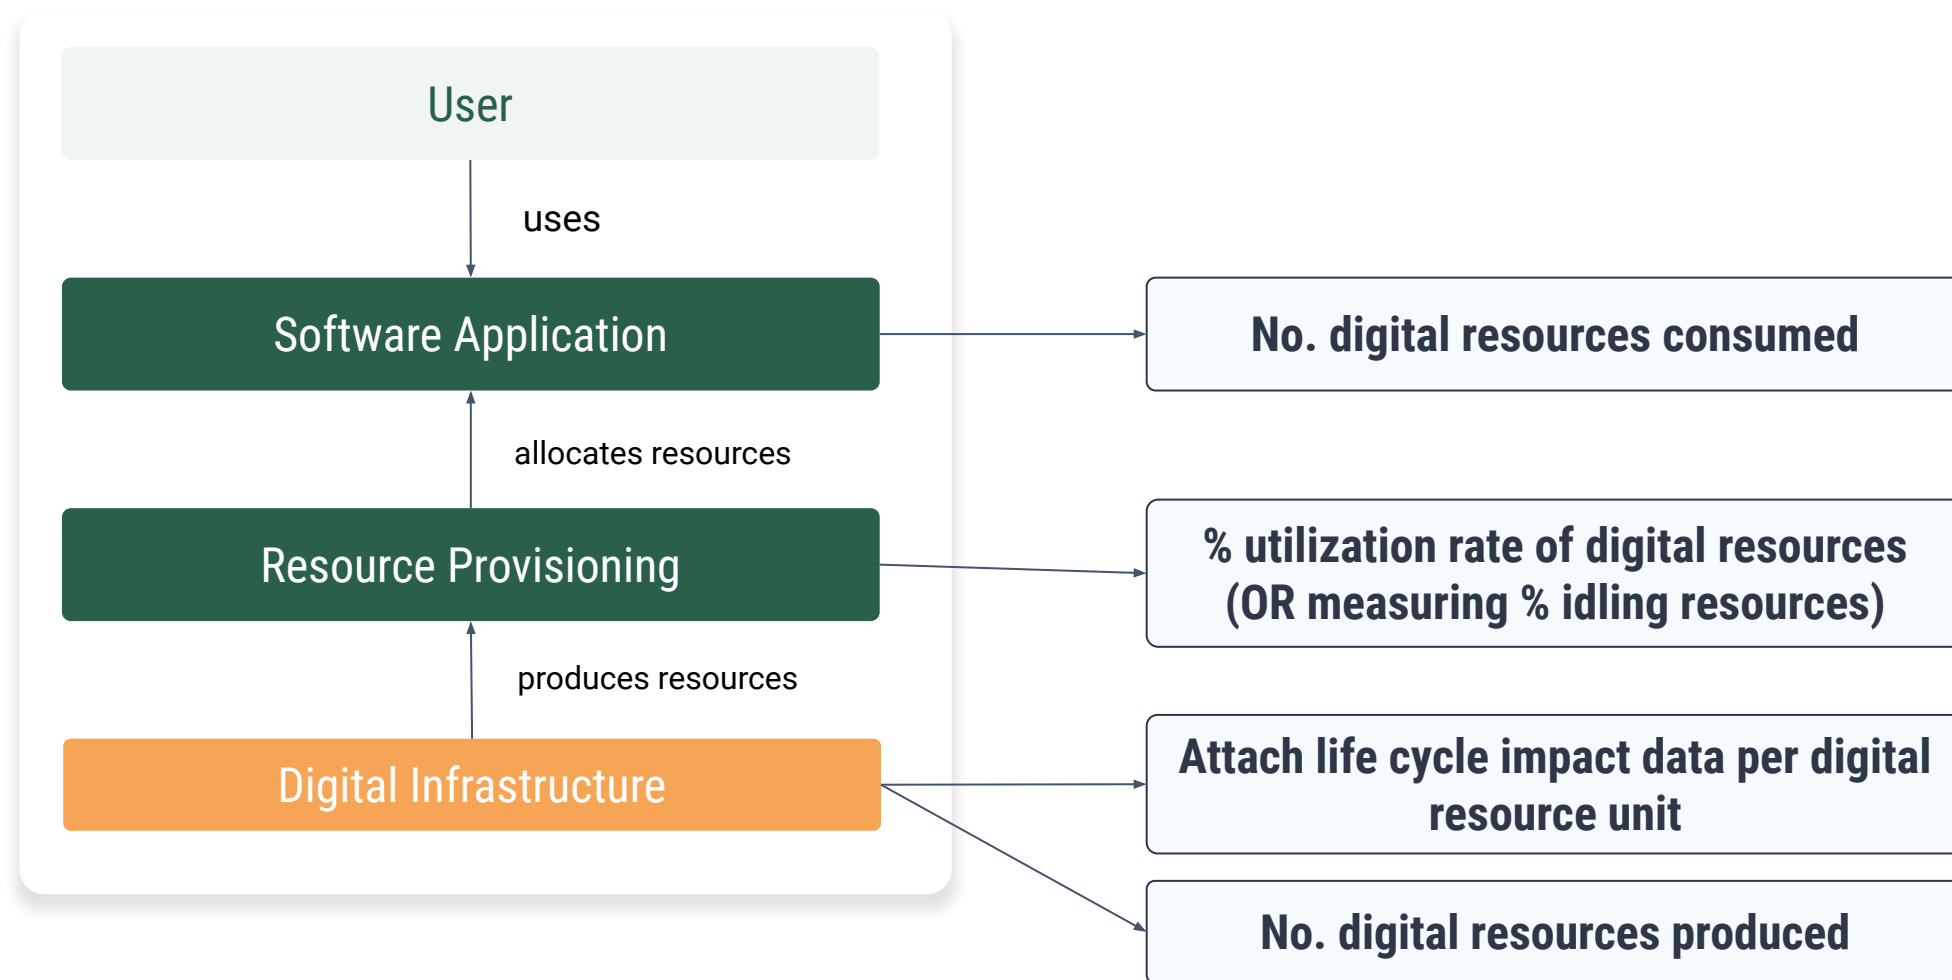 User
uses
Software Application
No. digital resources consumed
allocates resources
Resource Provisioning
% utilization rate of digital resources
(OR measuring % idling resources)
produces resources
Digital Infrastructure
Attach life cycle impact data per digital
resource unit
No. digital resources produced